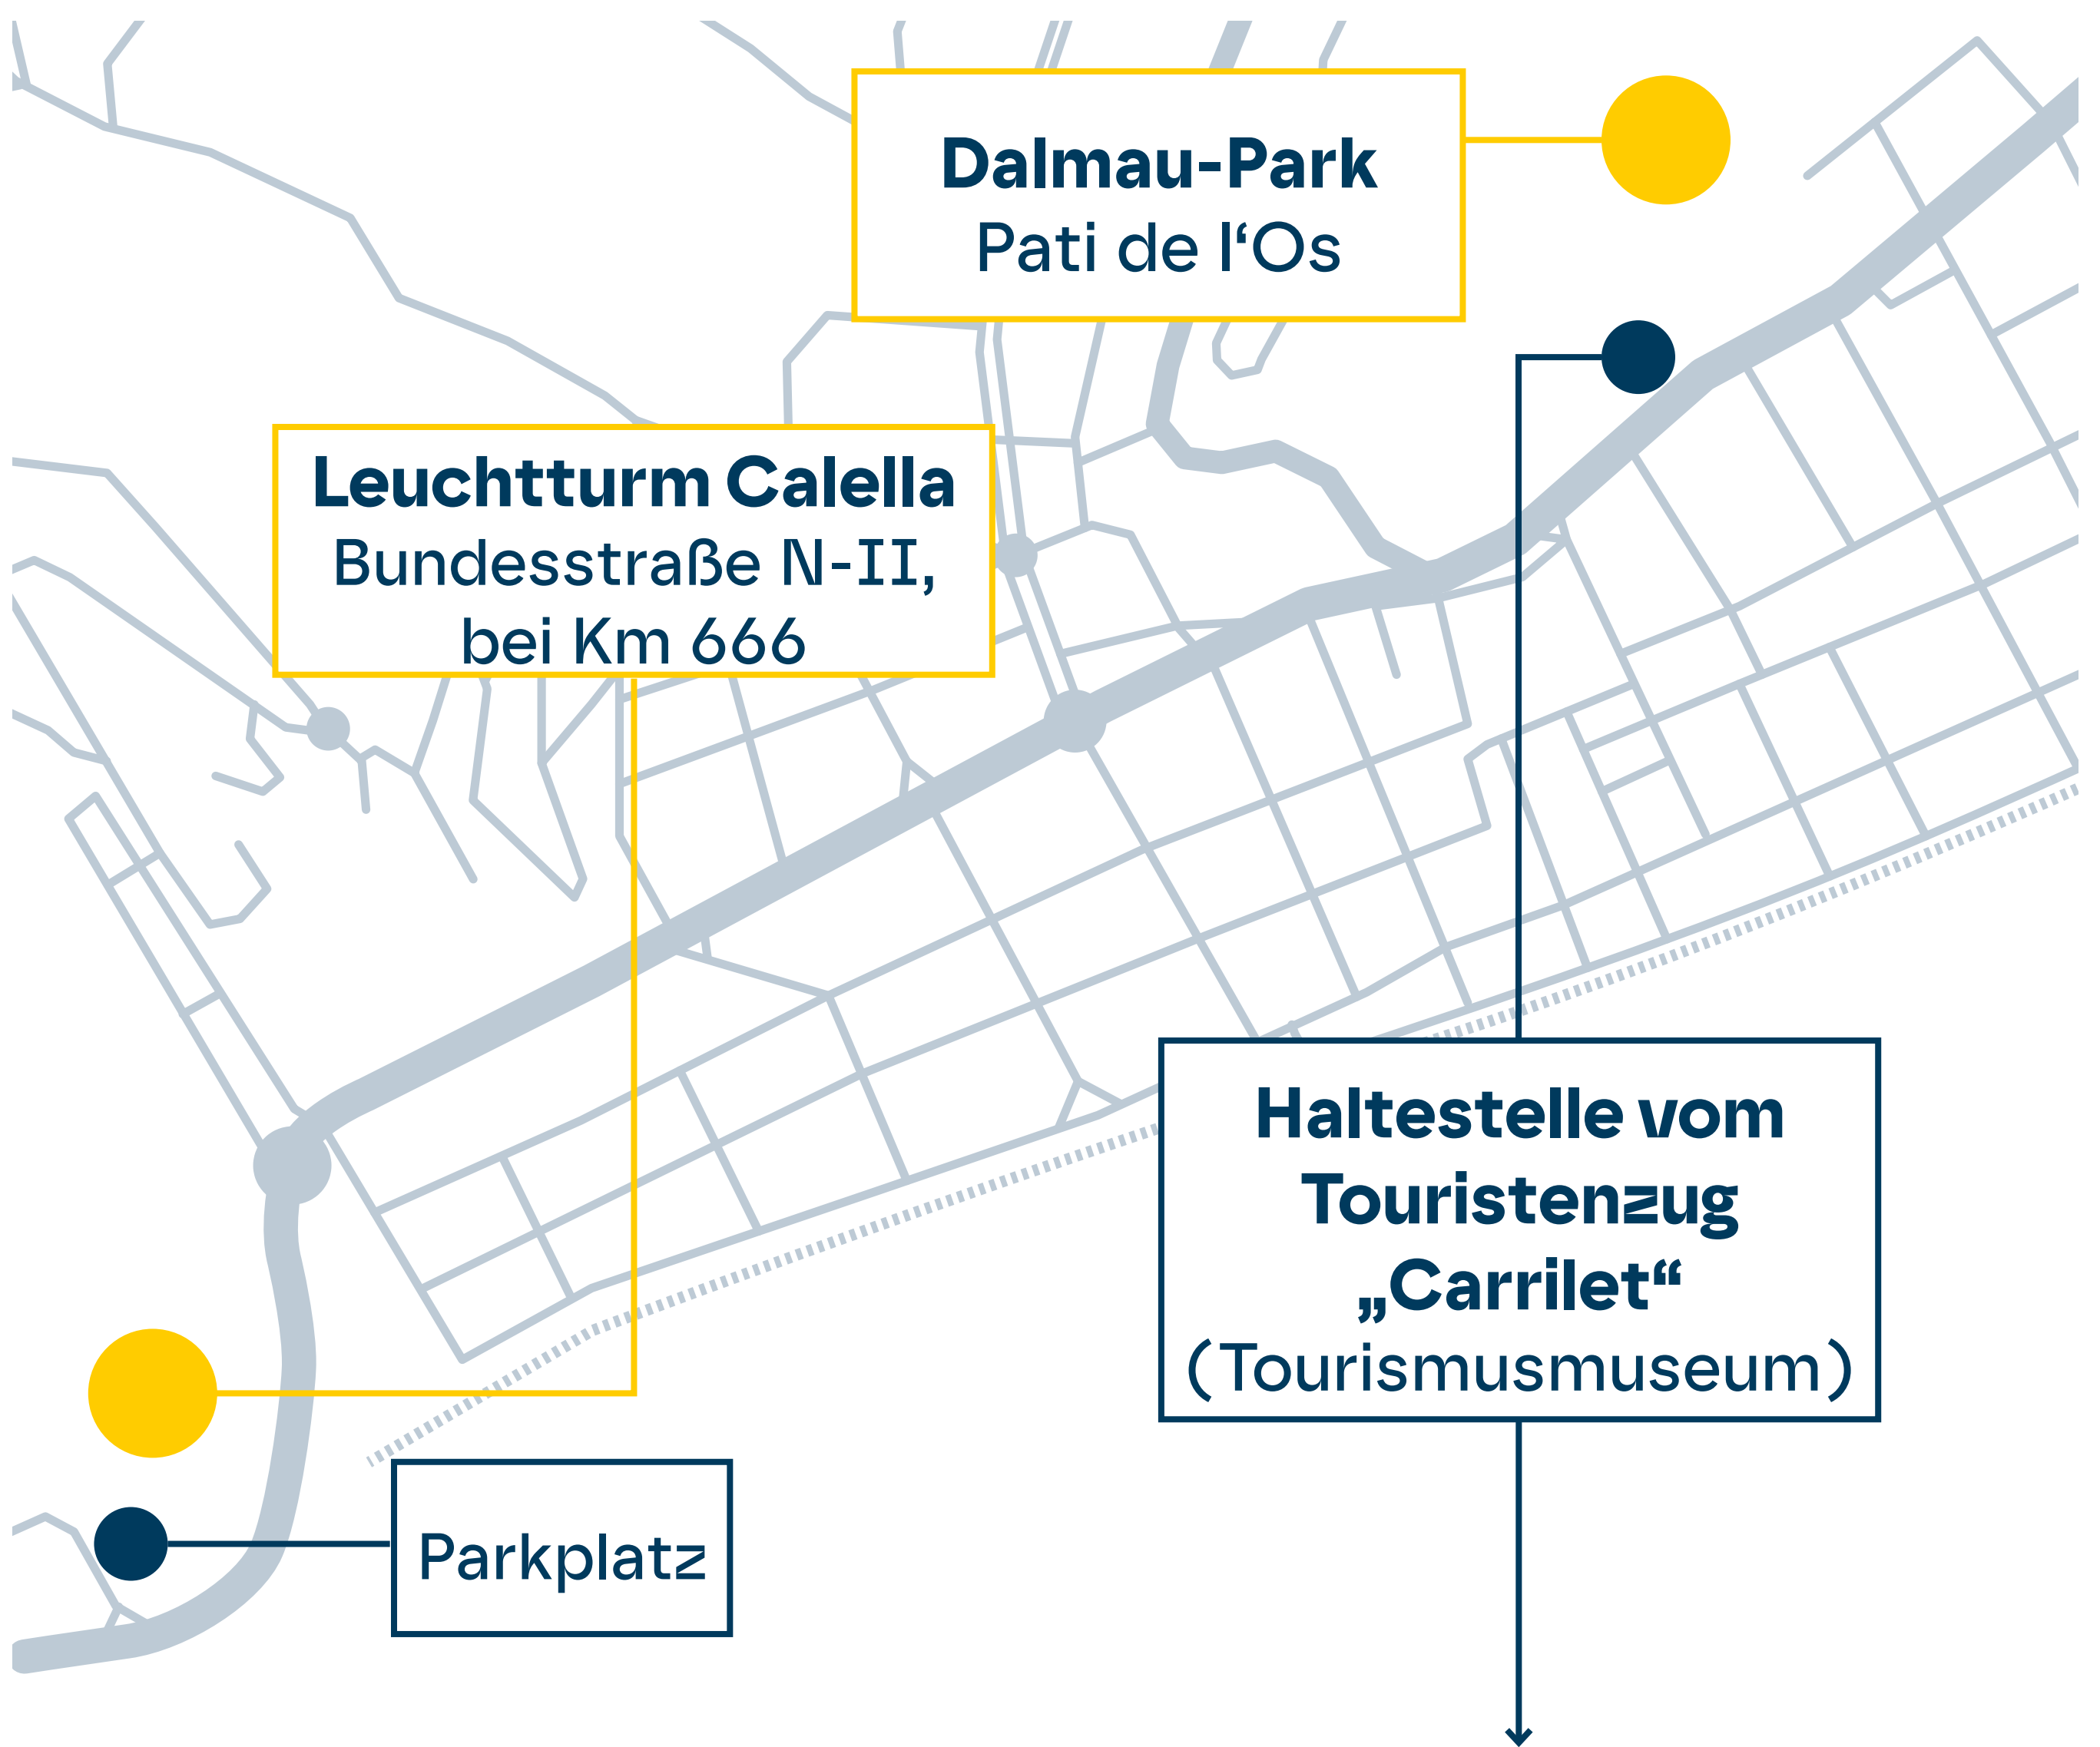 Dalmau-Park
Pati de l‘Os
Leuchtturm Calella
Bundesstraße N-II,
bei Km 666
Haltestelle vom
Touristenzug
„Carrilet“
(Tourismusmuseum)
Parkplatz